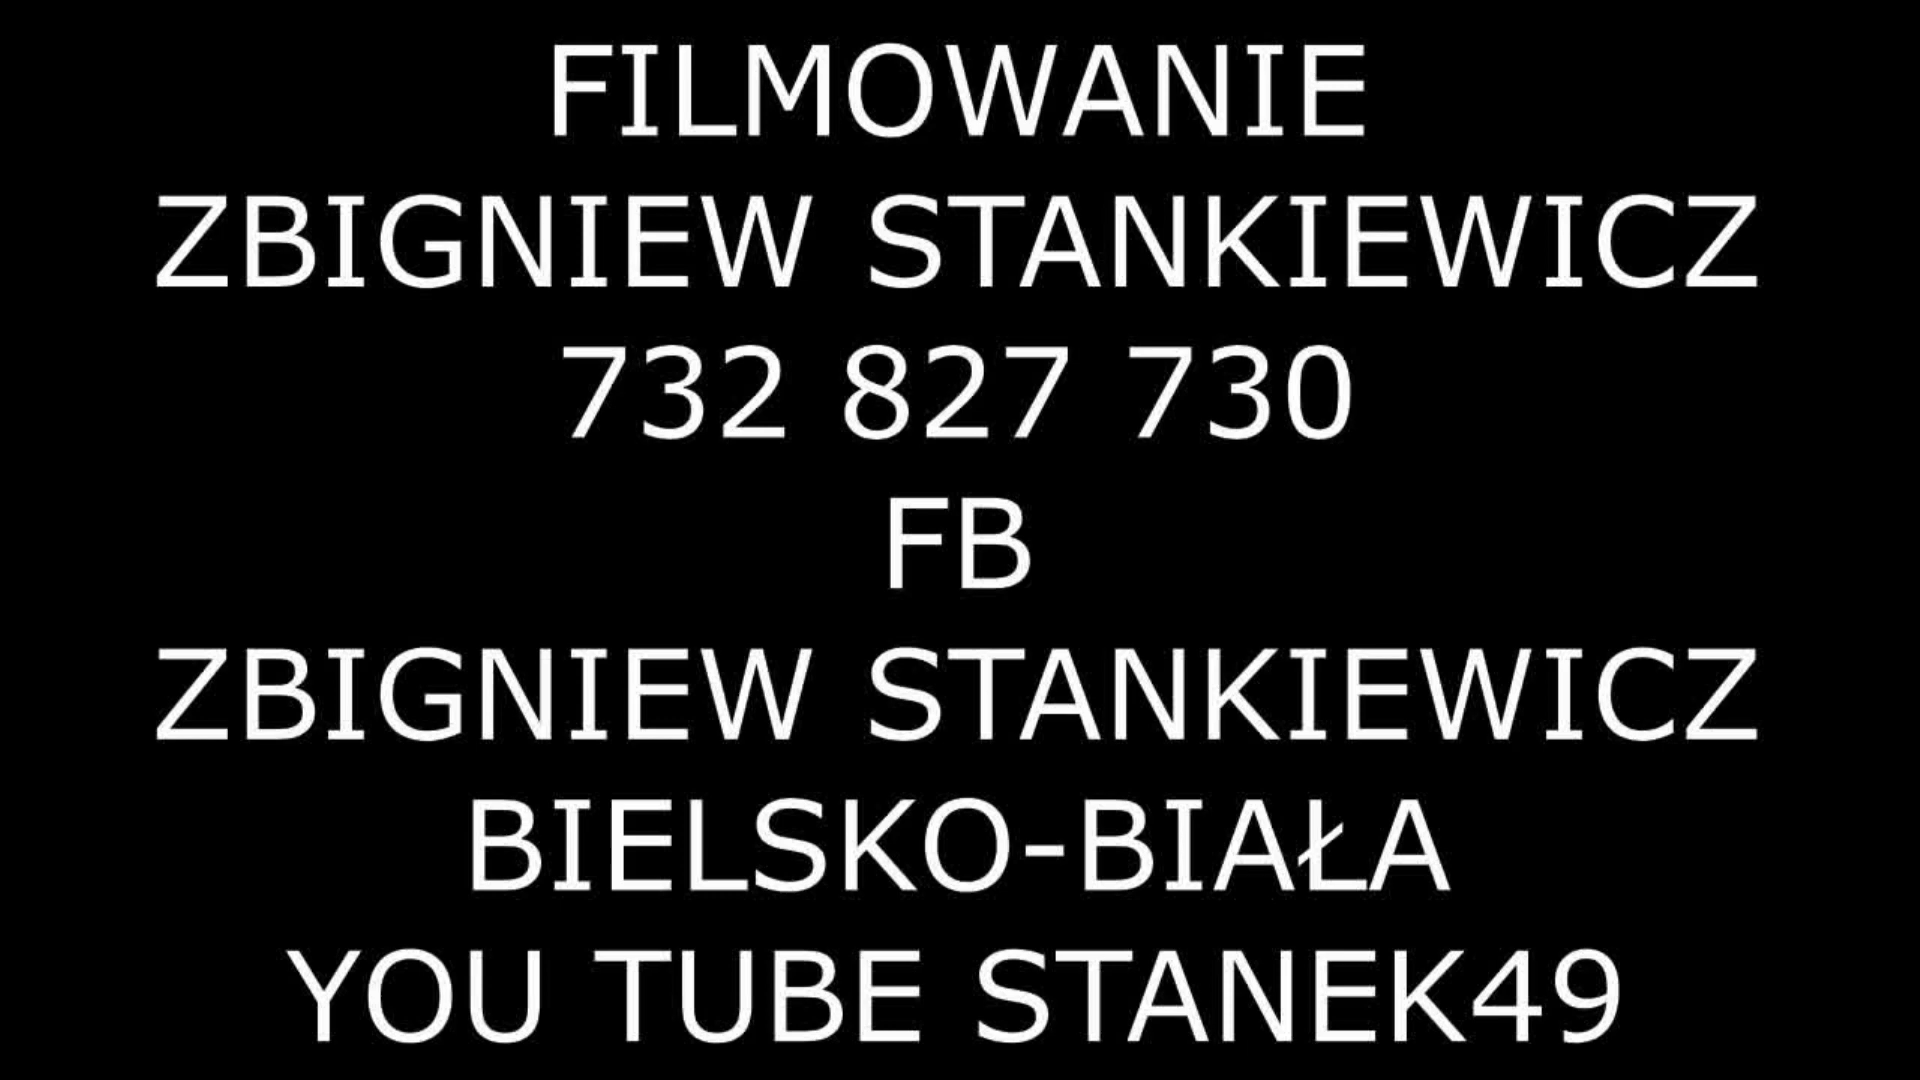 FILMOWANIE
ZBIGNIEW STANKIEWICZ
732 827 730
FB
ZBIGNIEW STANKIEWICZ
BIELSKO-BIAŁA
YOU TUBE STANEK49